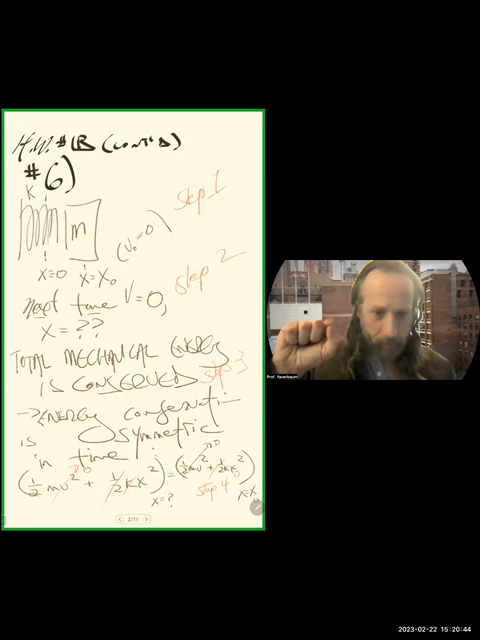 H.W. #1B (CONT'D)
#6)
K
m
(v₀=0)
Step 1
x=0 x=x₀
Step 2
Next time V=0,
x=??
TOTAL MECHANICAL ENERGY
IS CONSERVED
Step 3
→ ENERGY conservation
is symmetric
in time :
(½mv² + ½kx²) = (½mv² + ½kx²)
x=?
Step 4
x=x
2/11
Prof. Yaverbaum
2023-02-22 15:20:44